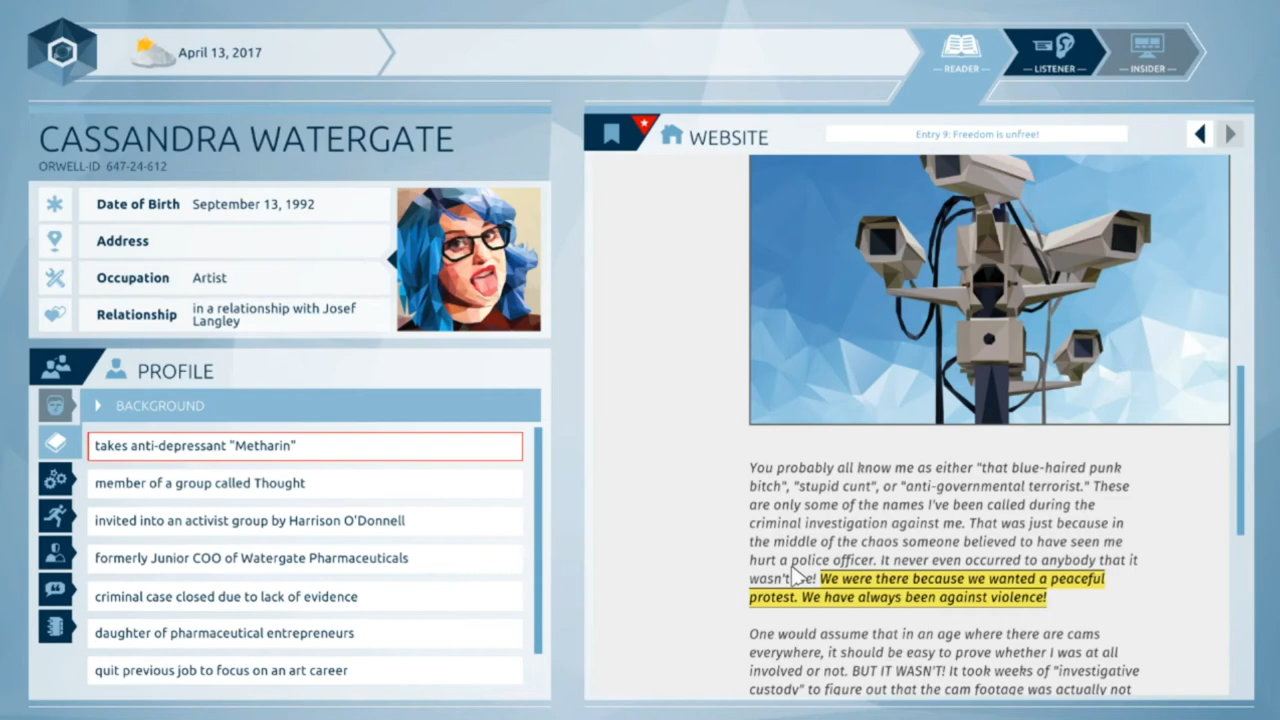 April 13, 2017
READER
LISTENER
INSIDER
CASSANDRA WATERGATE
ORWELL-ID 647-24-612
Date of Birth September 13, 1992
Address
Occupation Artist
Relationship in a relationship with Josef
Langley
PROFILE
BACKGROUND
takes anti-depressant "Metharin"
member of a group called Thought
invited into an activist group by Harrison O'Donnell
formerly Junior COO of Watergate Pharmaceuticals
criminal case closed due to lack of evidence
daughter of pharmaceutical entrepreneurs
quit previous job to focus on an art career
WEBSITE
Entry 9: Freedom is unfree!
You probably all know me as either "that blue-haired punk
bitch", "stupid cunt", or "anti-governmental terrorist." These
are only some of the names I've been called during the
criminal investigation against me. That was just because in
the middle of the chaos someone believed to have seen me
hurt a police officer. It never even occurred to anybody that it
wasn't We were there because we wanted a peaceful
protest. We have always been against violence!
One would assume that in an age where there are cams
everywhere, it should be easy to prove whether I was at all
involved or not. BUT IT WASN'T! It took weeks of "investigative
custody" to figure out that the cam footage was actually not